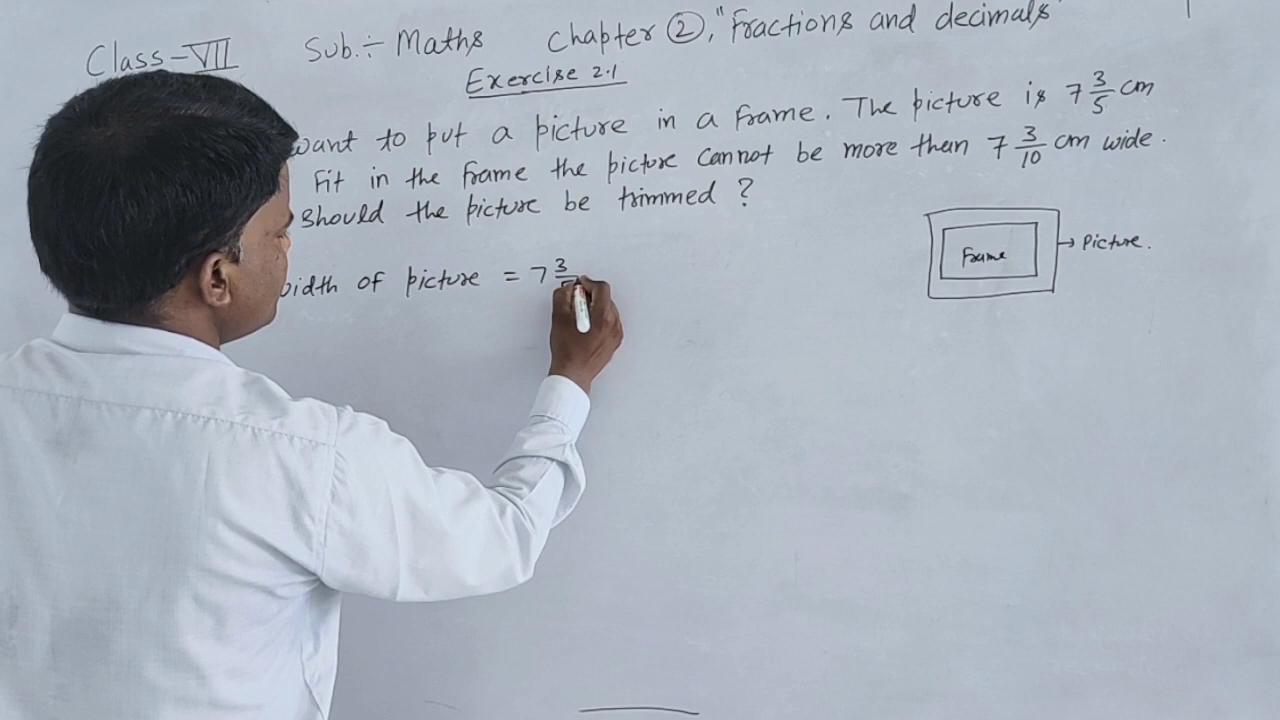 Class-VII Sub.÷ Maths Chapter ②, "Fractions and decimals
Exercise 2.1
want to put a picture in a frame. The picture is 7 3/5 cm
Fit in the frame the picture cannot be more than 7 3/10 cm wide.
should the picture be trimmed ?
Frame → Picture.
width of picture = 7 3/5